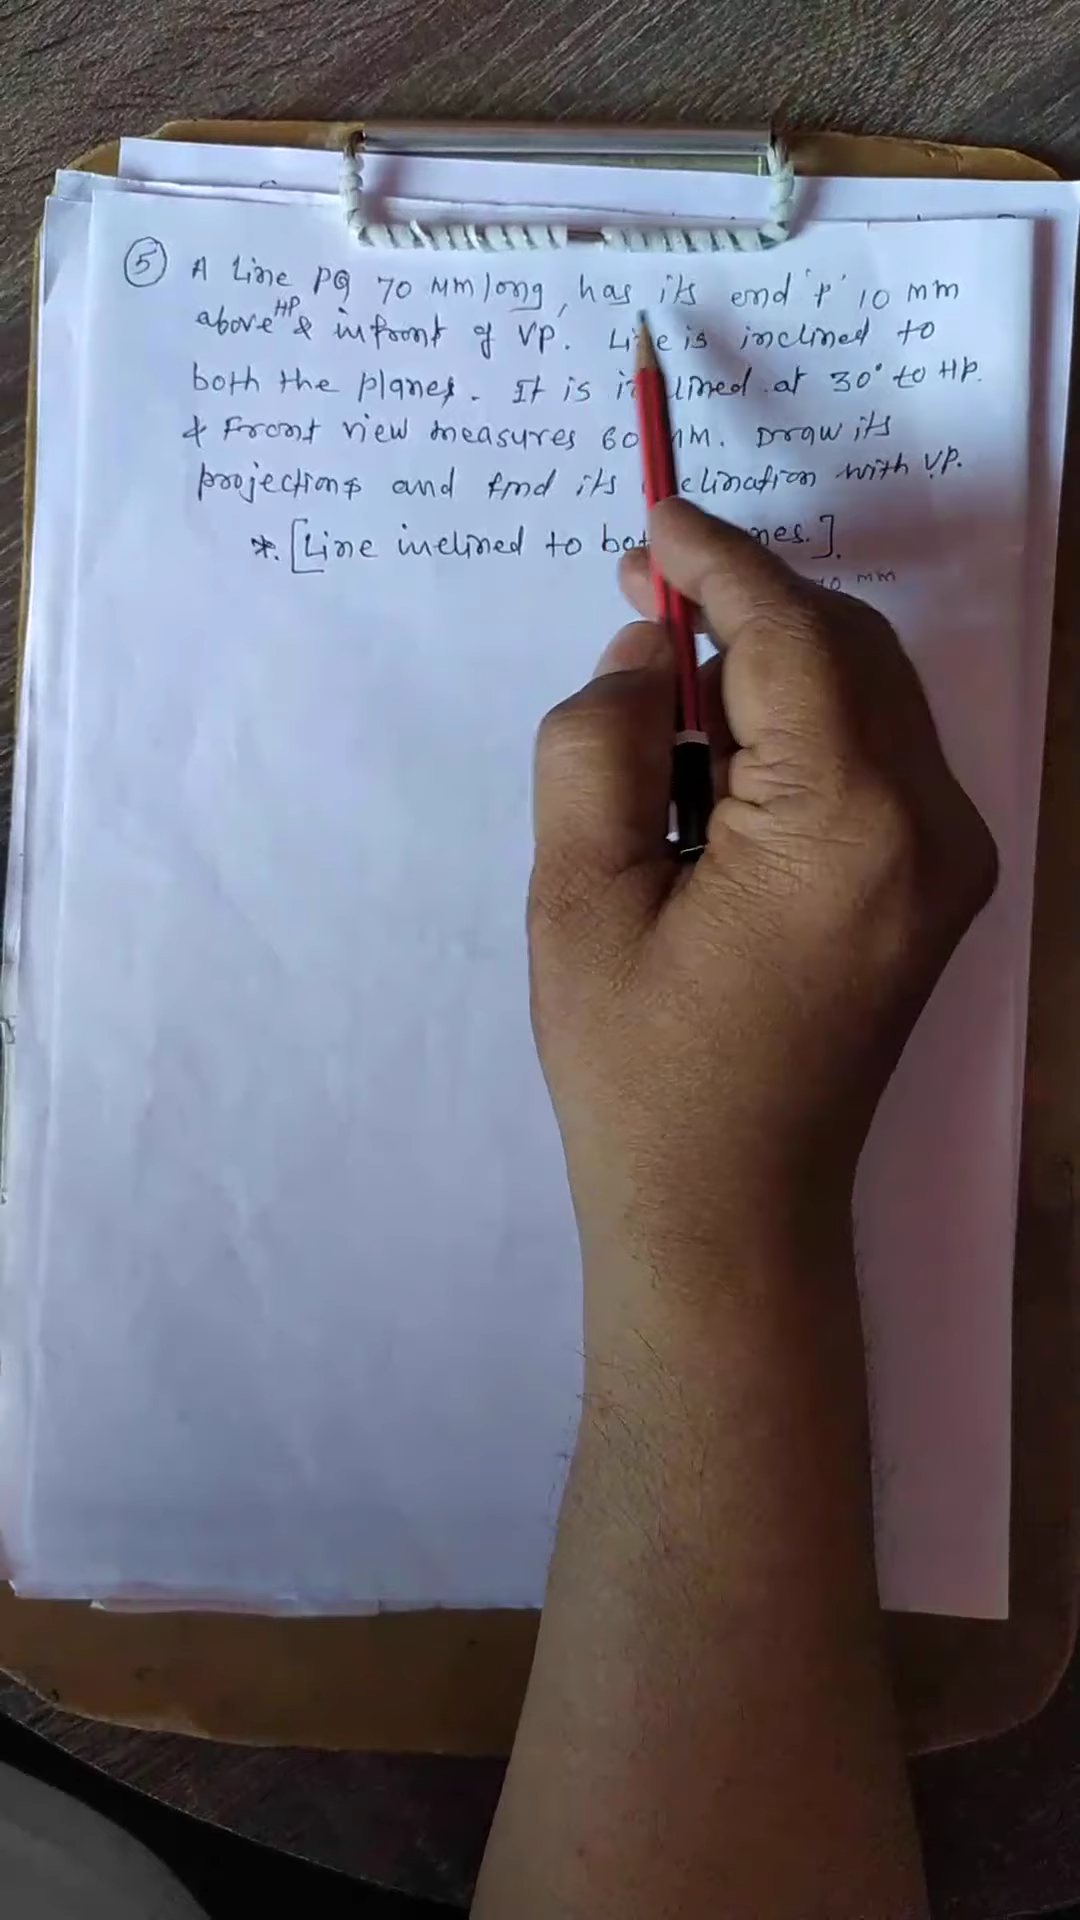 5 A Line PQ 70 MM long, has its end 'P' 10 mm
above HP & infront of VP. Line is inclined to
both the planes. It is inclined at 30° to HP.
& Front view measures 60 MM. Draw its
projections and find its inclination with VP.
*. [Line inclined to both
nes.].
mm